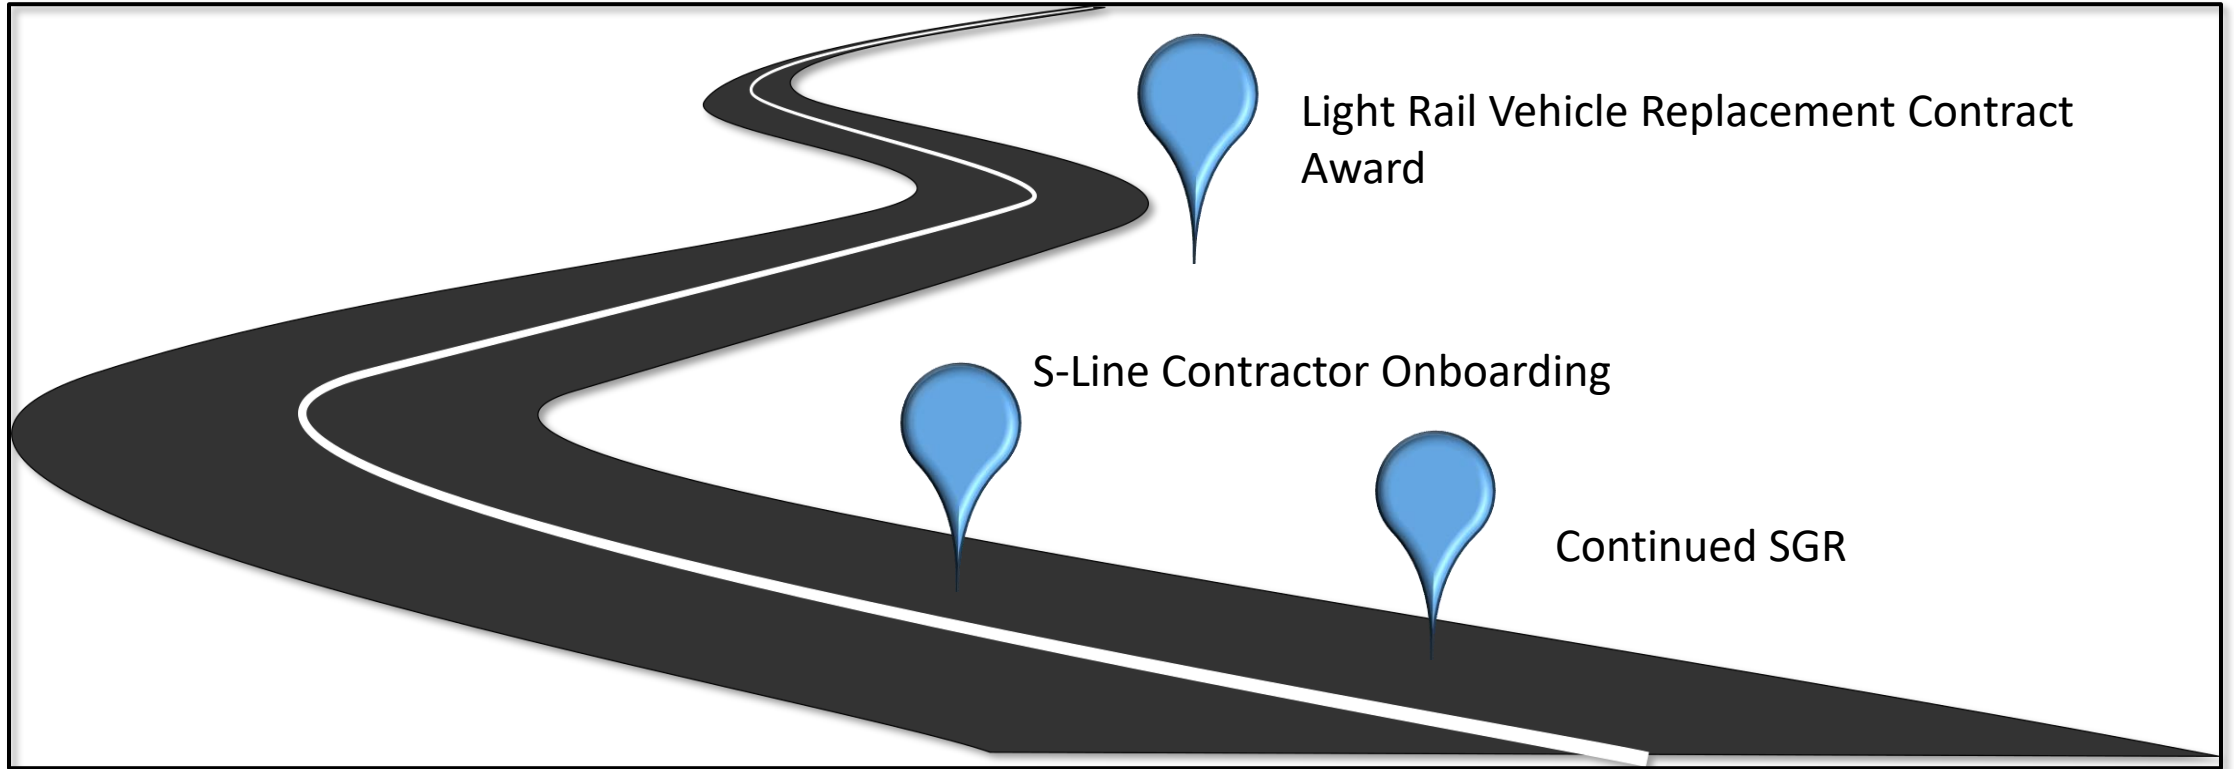 Light Rail Vehicle Replacement Contract
Award
S-Line Contractor Onboarding
Continued SGR